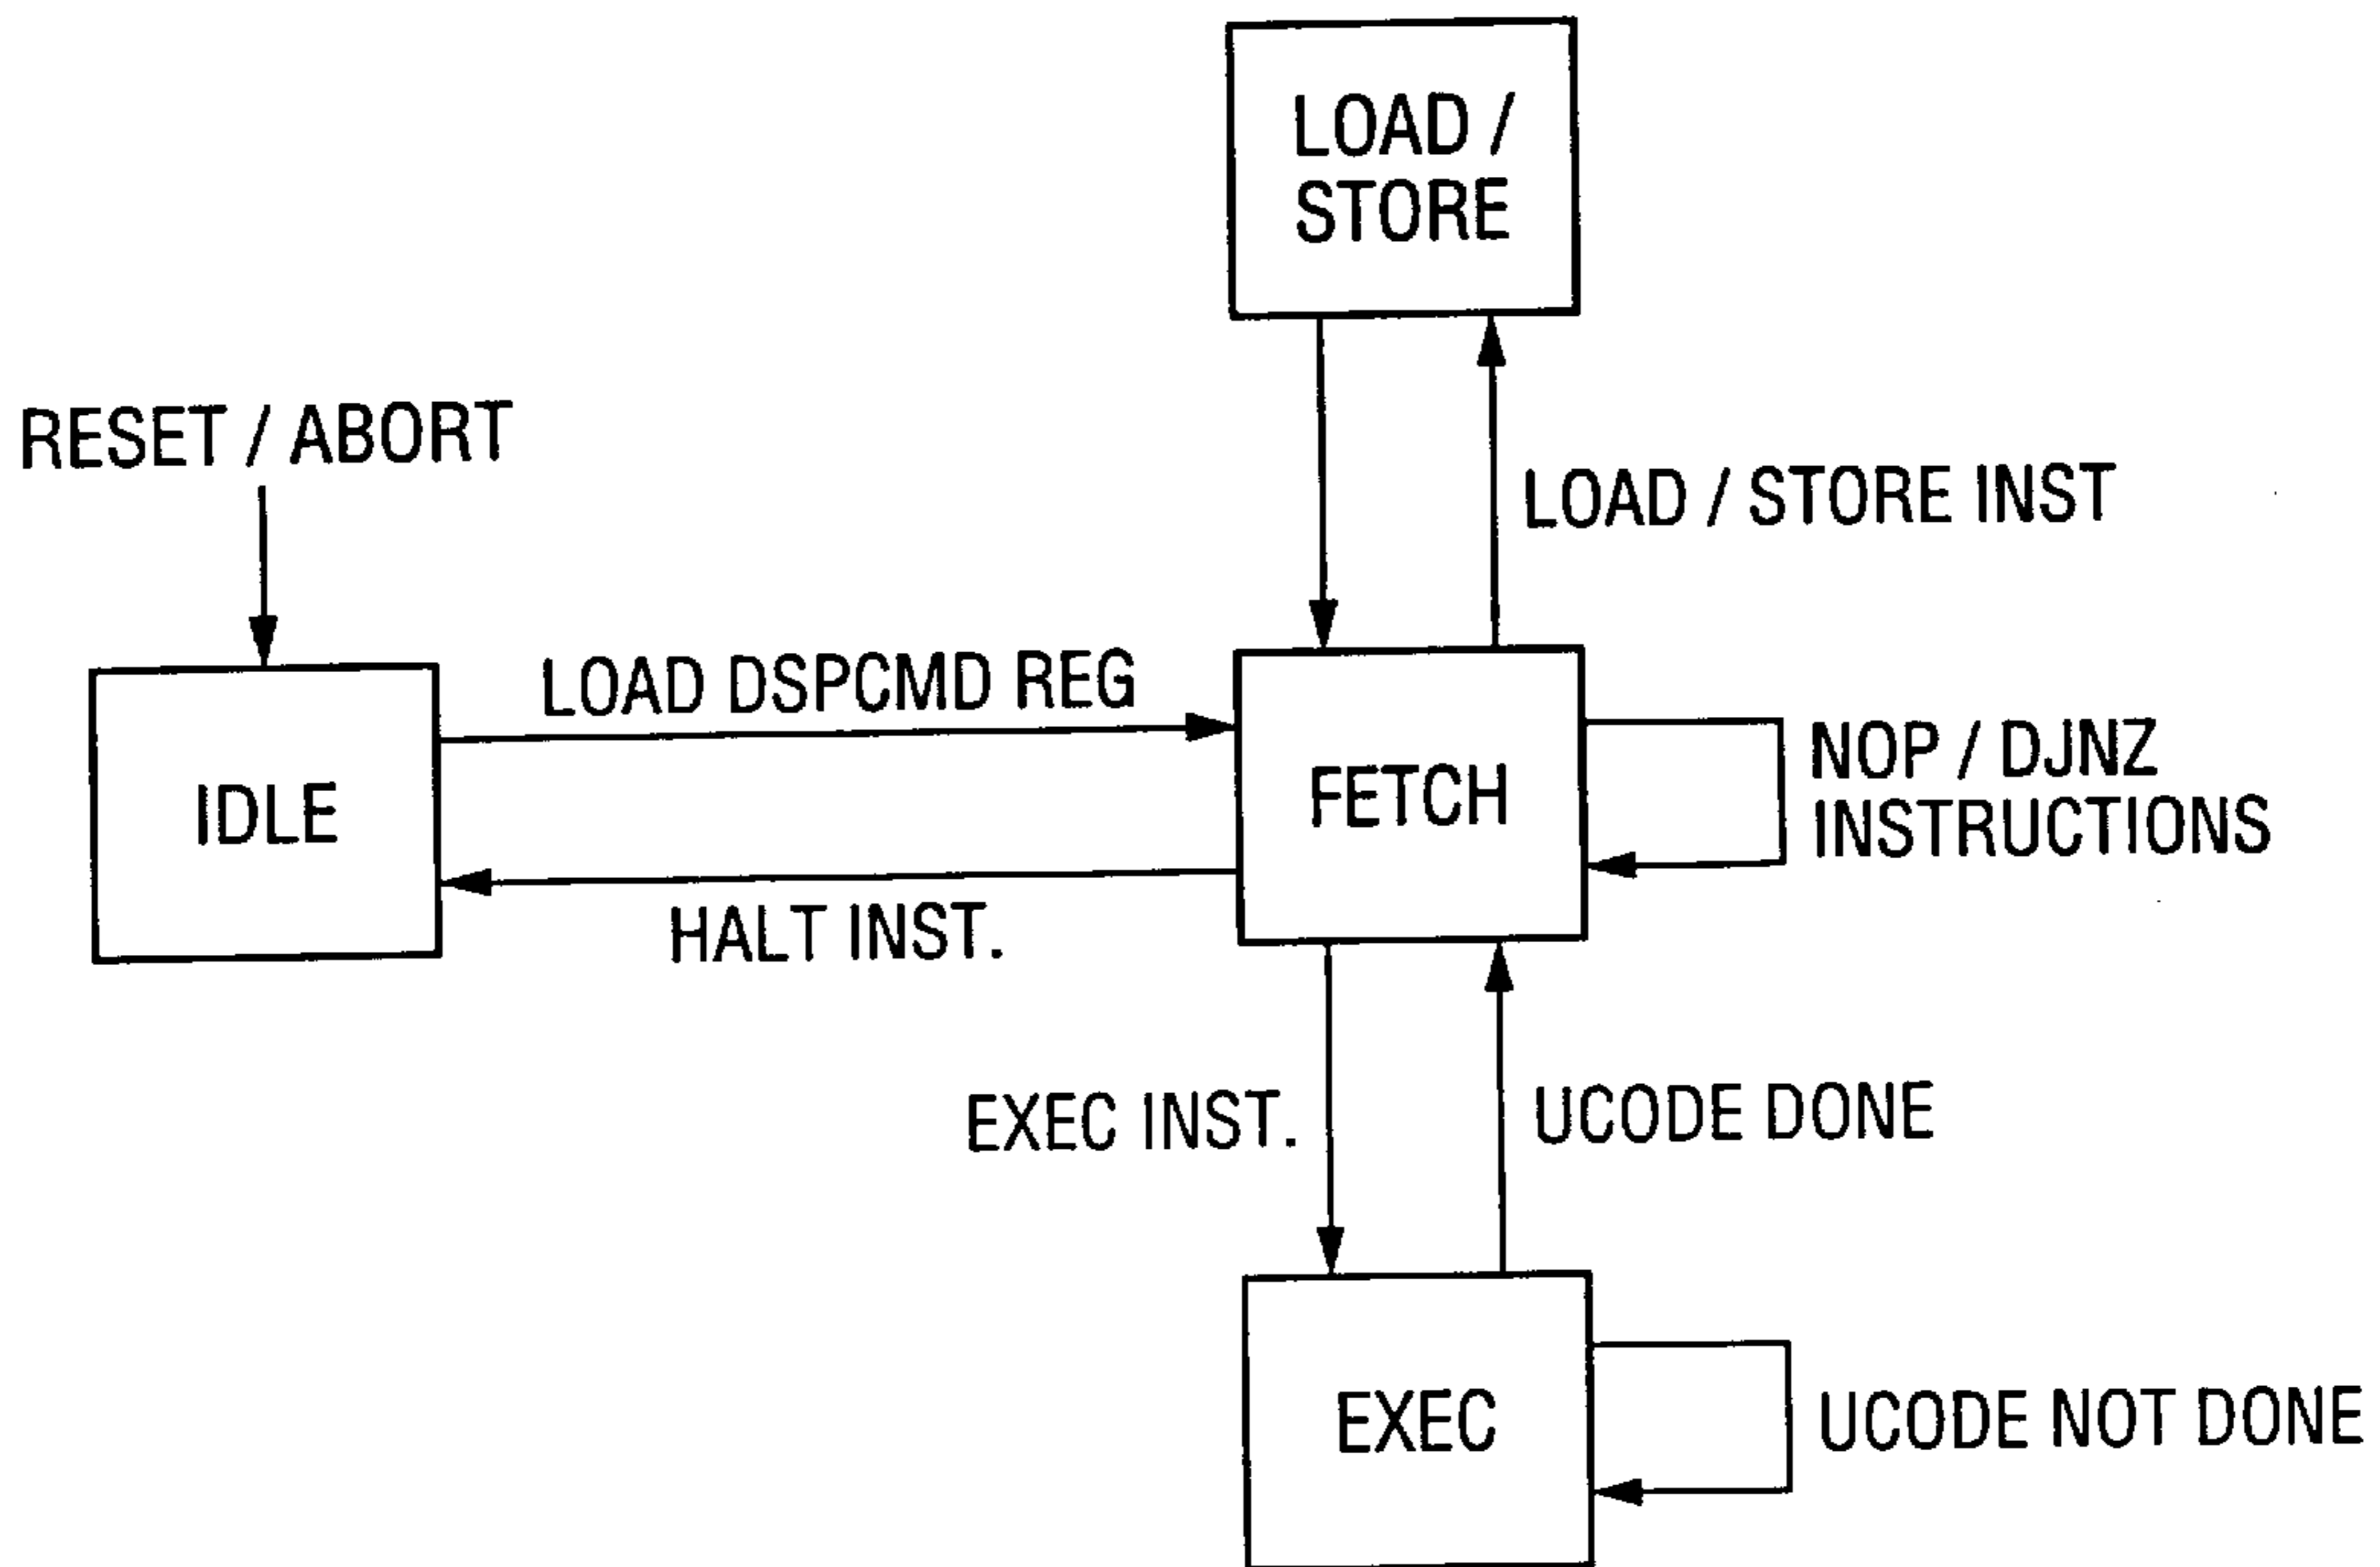 LOAD /
STORE
RESET / ABORT
LOAD / STORE INST
LOAD DSPCMD REG
NOP / DJNZ
INSTRUCTIONS
IDLE
FETCH
HALT INST.
EXEC INST.
UCODE DONE
EXEC
UCODE NOT DONE